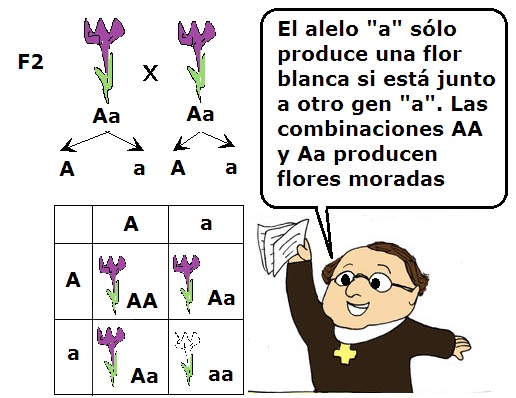 F2
x
Aa
Aa
A a A a
El alelo "a" sólo
produce una flor
blanca si está junto
a otro gen "a". Las
combinaciones AA
y Aa producen
flores moradas
A a
A AA Aa
a Aa aa